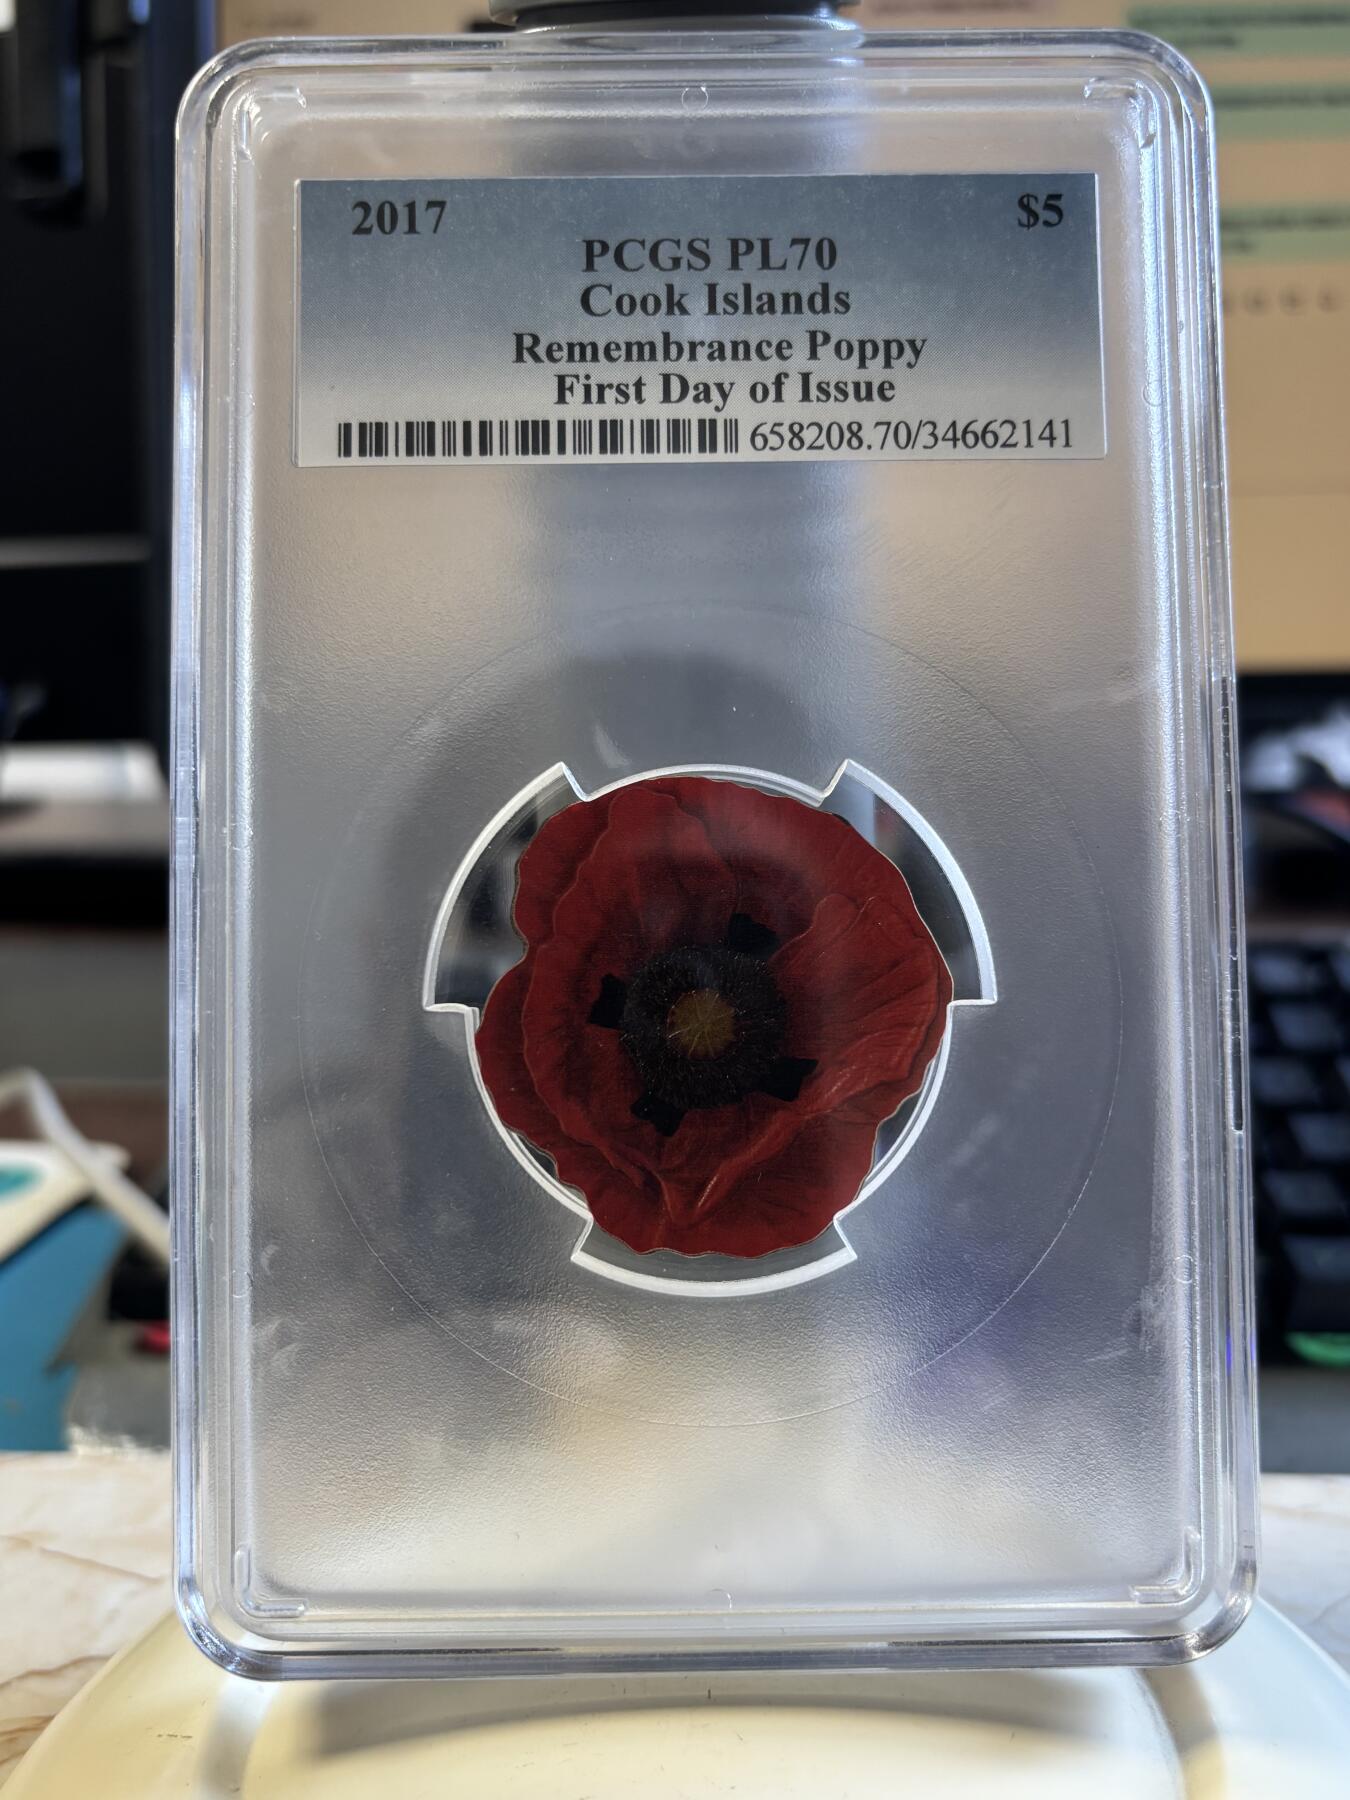 2017 $5
PCGS PL70
Cook Islands
Remembrance Poppy
First Day of Issue
658208.70/34662141